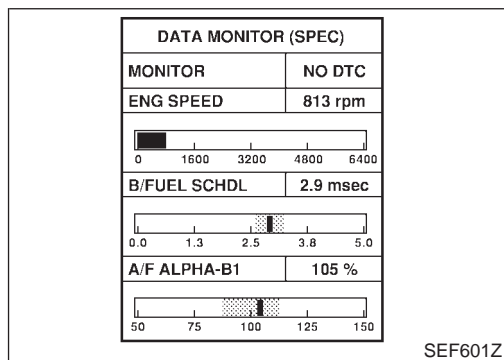 DATA MONITOR (SPEC)
MONITOR NO DTC
ENG SPEED 813 rpm
0 1600 3200 4800 6400
B/FUEL SCHDL 2.9 msec
0.0 1.3 2.5 3.8 5.0
A/F ALPHA-B1 105 %
50 75 100 125 150
SEF601Z